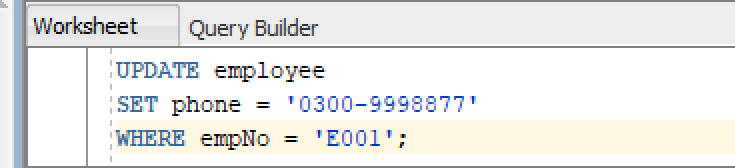 Worksheet Query Builder
UPDATE employee
SET phone = '0300-9998877'
WHERE empNo = 'E001';